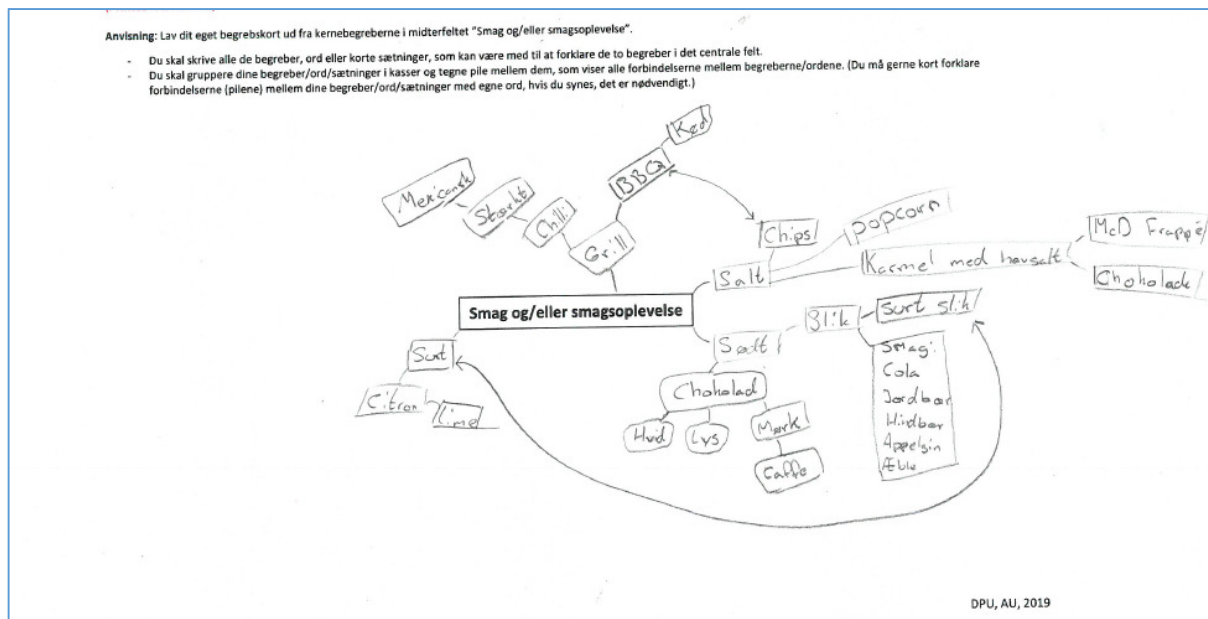 Anvisning: Lav dit eget begrebskort ud fra kernebegreberne i midterfeltet "Smag og/eller smagsoplevelse".
- Du skal skrive alle de begreber, ord eller korte sætninger, som kan være med til at forklare de to begreber i det centrale felt.
- Du skal gruppere dine begreber/ord/sætninger i kasser og tegne pile mellem dem, som viser alle forbindelserne mellem begreberne/ordene. (Du må gerne kort forklare
forbindelserne (pilene) mellem dine begreber/ord/sætninger med egne ord, hvis du synes, det er nødvendigt.)
Kød
BBQ
Mexicansk
Stærkt
Chilli
Grill
Chips
popcorn
McD Frappé
Karmel med havsalt
Salt
Choholade
Smag og/eller smagsoplevelse
Slik
Surt slik
Sødt
Surt
Smag:
Cola
Jordbær
Hindbær
Appelsin
Æble
Choholad
Citron
Lime
Hvid
Lys
Mørk
Caffe
DPU, AU, 2019